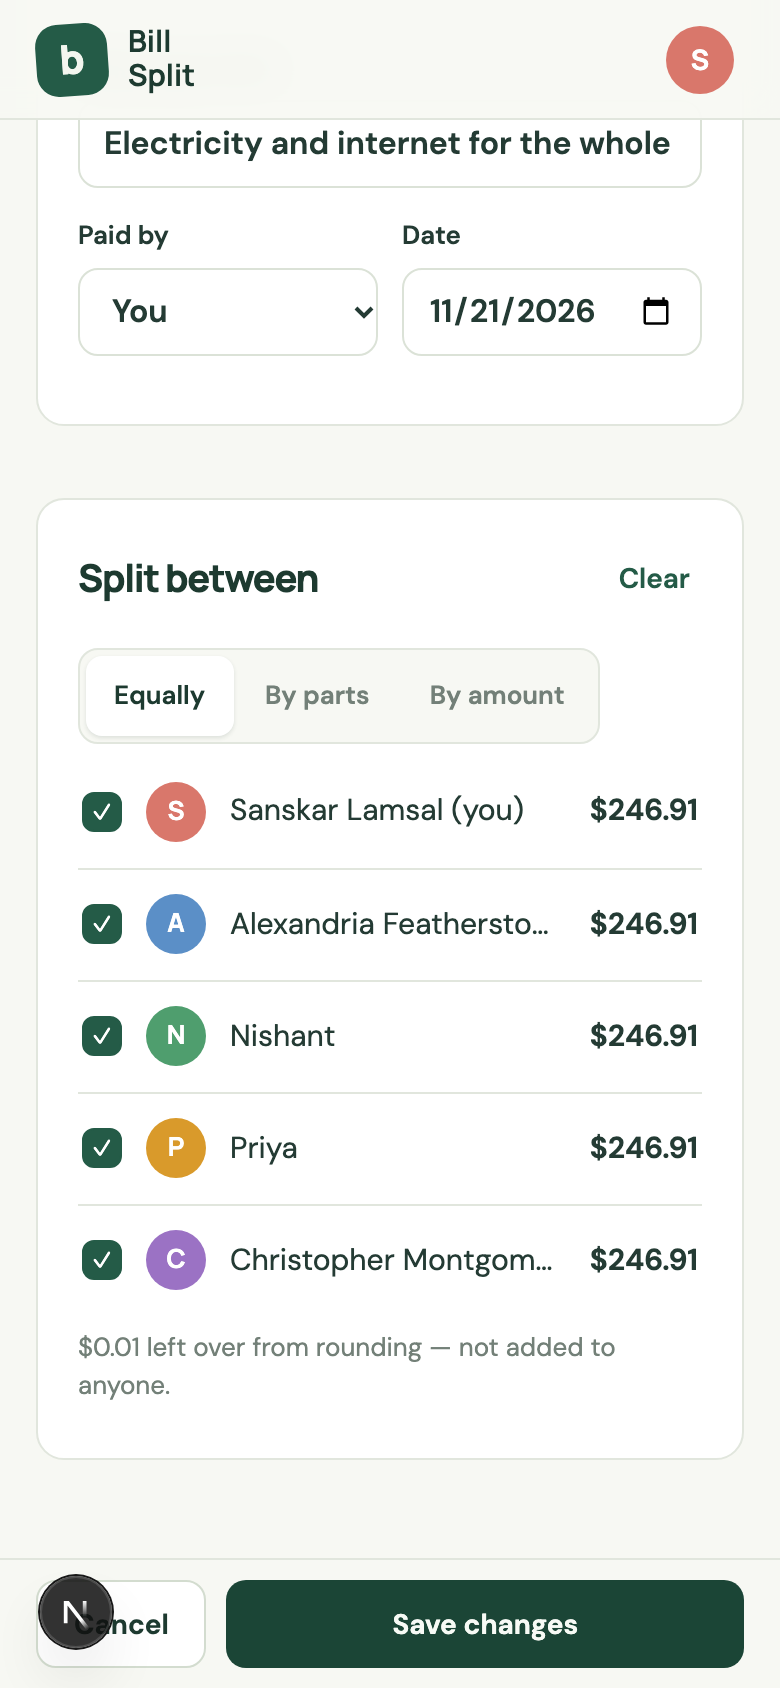 b
Bill
Split
S
Electricity and internet for the whole
Paid by
Date
You
11/21/2026
Split between
Clear
Equally
By parts
By amount
S Sanskar Lamsal (you) $246.91
A Alexandria Feathersto... $246.91
N Nishant $246.91
P Priya $246.91
C Christopher Montgom... $246.91
$0.01 left over from rounding — not added to
anyone.
N
Cancel
Save changes